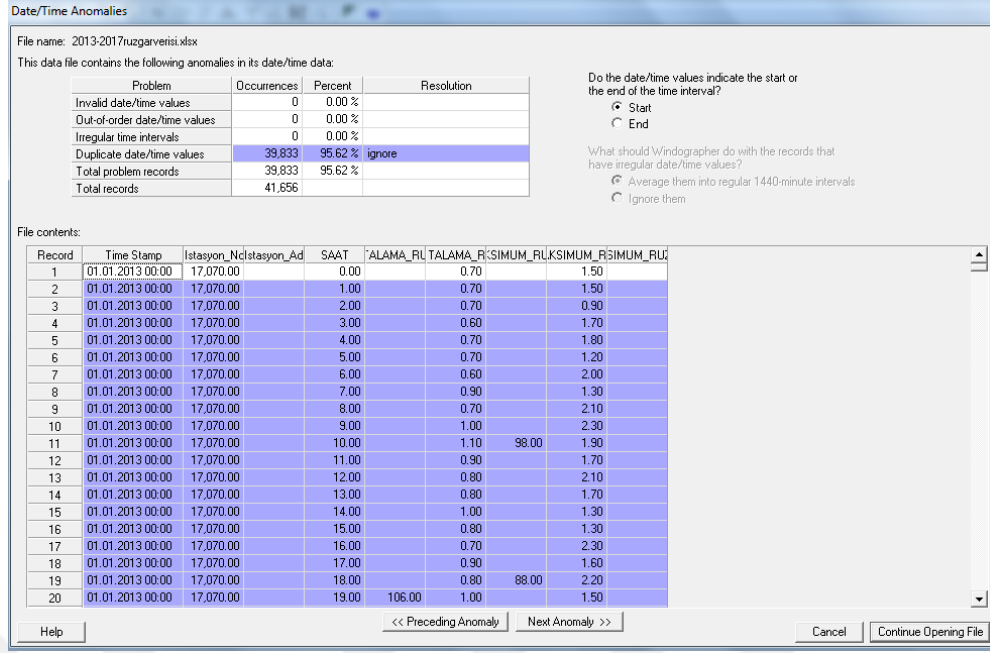 Date/Time Anomalies
File name: 2013-2017ruzgarverisi.xlsx
This data file contains the following anomalies in its date/time data:
Problem Occurrences Percent Resolution
Invalid date/time values 0 0.00 %
Out-of-order date/time values 0 0.00 %
Irregular time intervals 0 0.00 %
Duplicate date/time values 39,833 95.62 % ignore
Total problem records 39,833 95.62 %
Total records 41,656
Do the date/time values indicate the start or
the end of the time interval?
Start
End
What should Windographer do with the records that
have irregular date/time values?
Average them into regular 1440-minute intervals
Ignore them
File contents:
Record Time Stamp Istasyon_Nc Istasyon_Ad SAAT TALAMA_RU TALAMA_R KSIMUM_RU KSIMUM_R SIMUM_RUZ
1 01.01.2013 00:00 17,070.00 0.00 0.70 1.50
2 01.01.2013 00:00 17,070.00 1.00 0.70 1.50
3 01.01.2013 00:00 17,070.00 2.00 0.70 0.90
4 01.01.2013 00:00 17,070.00 3.00 0.60 1.70
5 01.01.2013 00:00 17,070.00 4.00 0.70 1.80
6 01.01.2013 00:00 17,070.00 5.00 0.70 1.20
7 01.01.2013 00:00 17,070.00 6.00 0.60 2.00
8 01.01.2013 00:00 17,070.00 7.00 0.90 1.30
9 01.01.2013 00:00 17,070.00 8.00 0.70 2.10
10 01.01.2013 00:00 17,070.00 9.00 1.00 2.30
11 01.01.2013 00:00 17,070.00 10.00 1.10 98.00 1.90
12 01.01.2013 00:00 17,070.00 11.00 0.90 1.70
13 01.01.2013 00:00 17,070.00 12.00 0.80 2.10
14 01.01.2013 00:00 17,070.00 13.00 0.80 1.70
15 01.01.2013 00:00 17,070.00 14.00 1.00 1.30
16 01.01.2013 00:00 17,070.00 15.00 0.80 1.30
17 01.01.2013 00:00 17,070.00 16.00 0.70 2.30
18 01.01.2013 00:00 17,070.00 17.00 0.90 1.60
19 01.01.2013 00:00 17,070.00 18.00 0.80 88.00 2.20
20 01.01.2013 00:00 17,070.00 19.00 106.00 1.00 1.50
<< Preceding Anomaly Next Anomaly >>
Help Cancel Continue Opening File